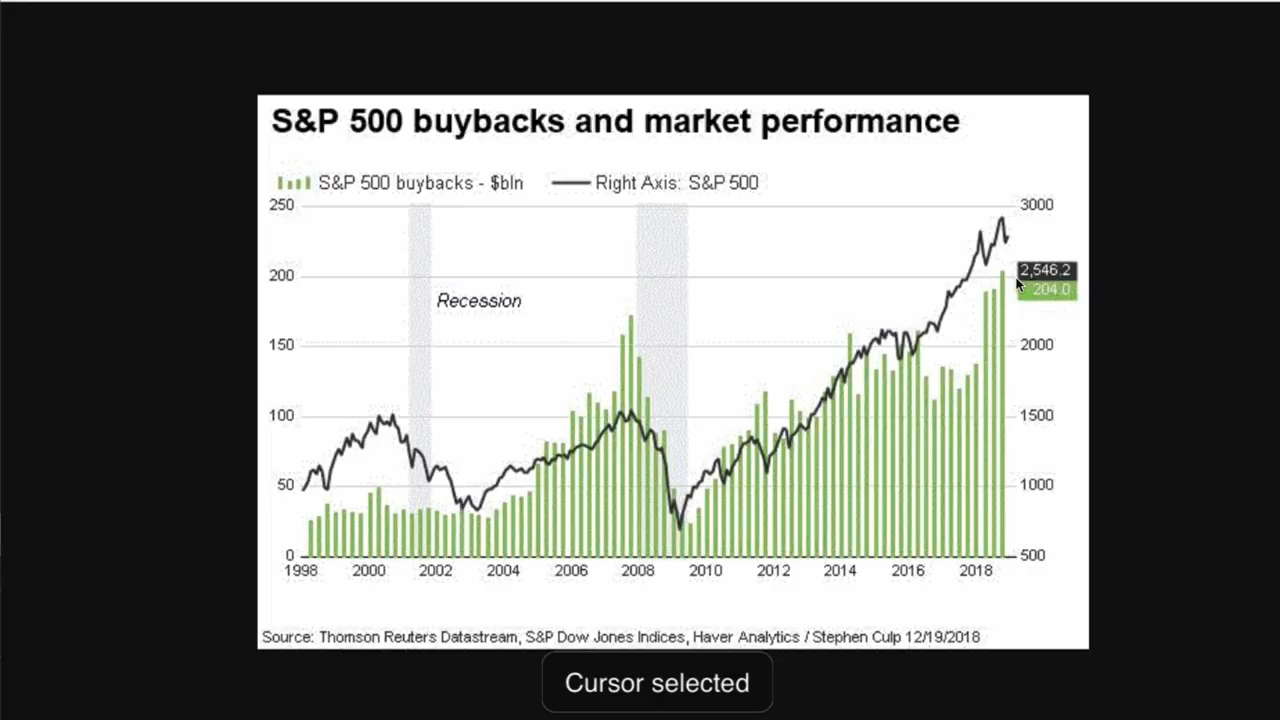 S&P 500 buybacks and market performance
S&P 500 buybacks - $bln Right Axis: S&P 500
250 3000
200 2,546.2
204.0
Recession
150 2000
100 1500
50 1000
0 500
1998 2000 2002 2004 2006 2008 2010 2012 2014 2016 2018
Source: Thomson Reuters Datastream, S&P Dow Jones Indices, Haver Analytics / Stephen Culp 12/19/2018
Cursor selected